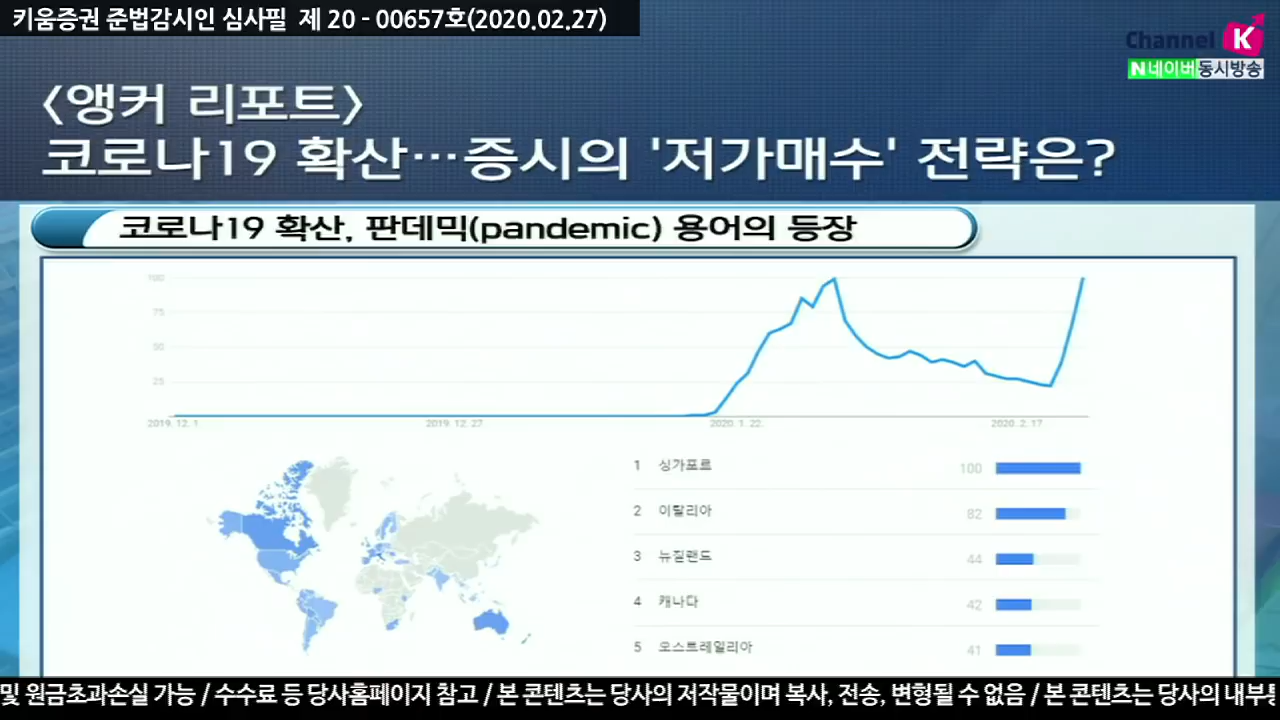 키움증권 준법감시인 심사필 제 20 - 00657호(2020.02.27)
Channel K
N 네이버 동시방송
<앵커 리포트>
코로나19 확산…증시의 '저가매수' 전략은?
코로나19 확산, 판데믹(pandemic) 용어의 등장
100
75
50
25
2019. 12. 1 2019. 12. 27 2020. 1. 22. 2020. 2. 17
1 싱가포르 100
2 이탈리아 82
3 뉴질랜드 44
4 캐나다 42
5 오스트레일리아 41
및 원금초과손실 가능 / 수수료 등 당사홈페이지 참고 / 본 콘텐츠는 당사의 저작물이며 복사, 전송, 변형될 수 없음 / 본 콘텐츠는 당사의 내부